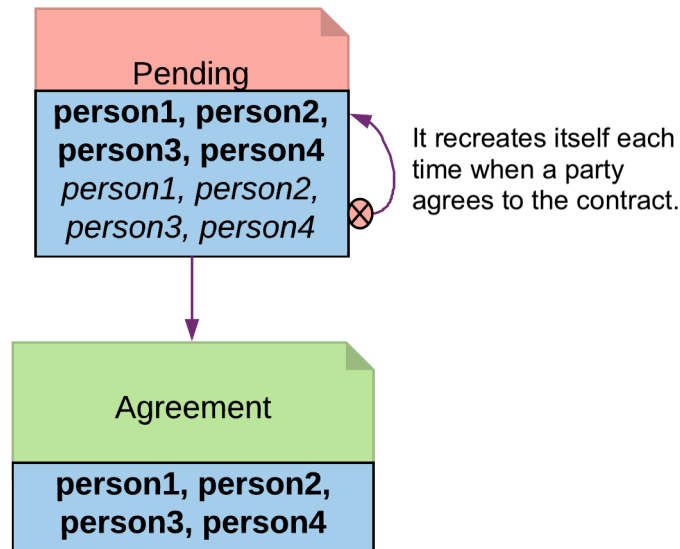 Pending
person1, person2,
person3, person4
person1, person2,
person3, person4
It recreates itself each
time when a party
agrees to the contract.
Agreement
person1, person2,
person3, person4